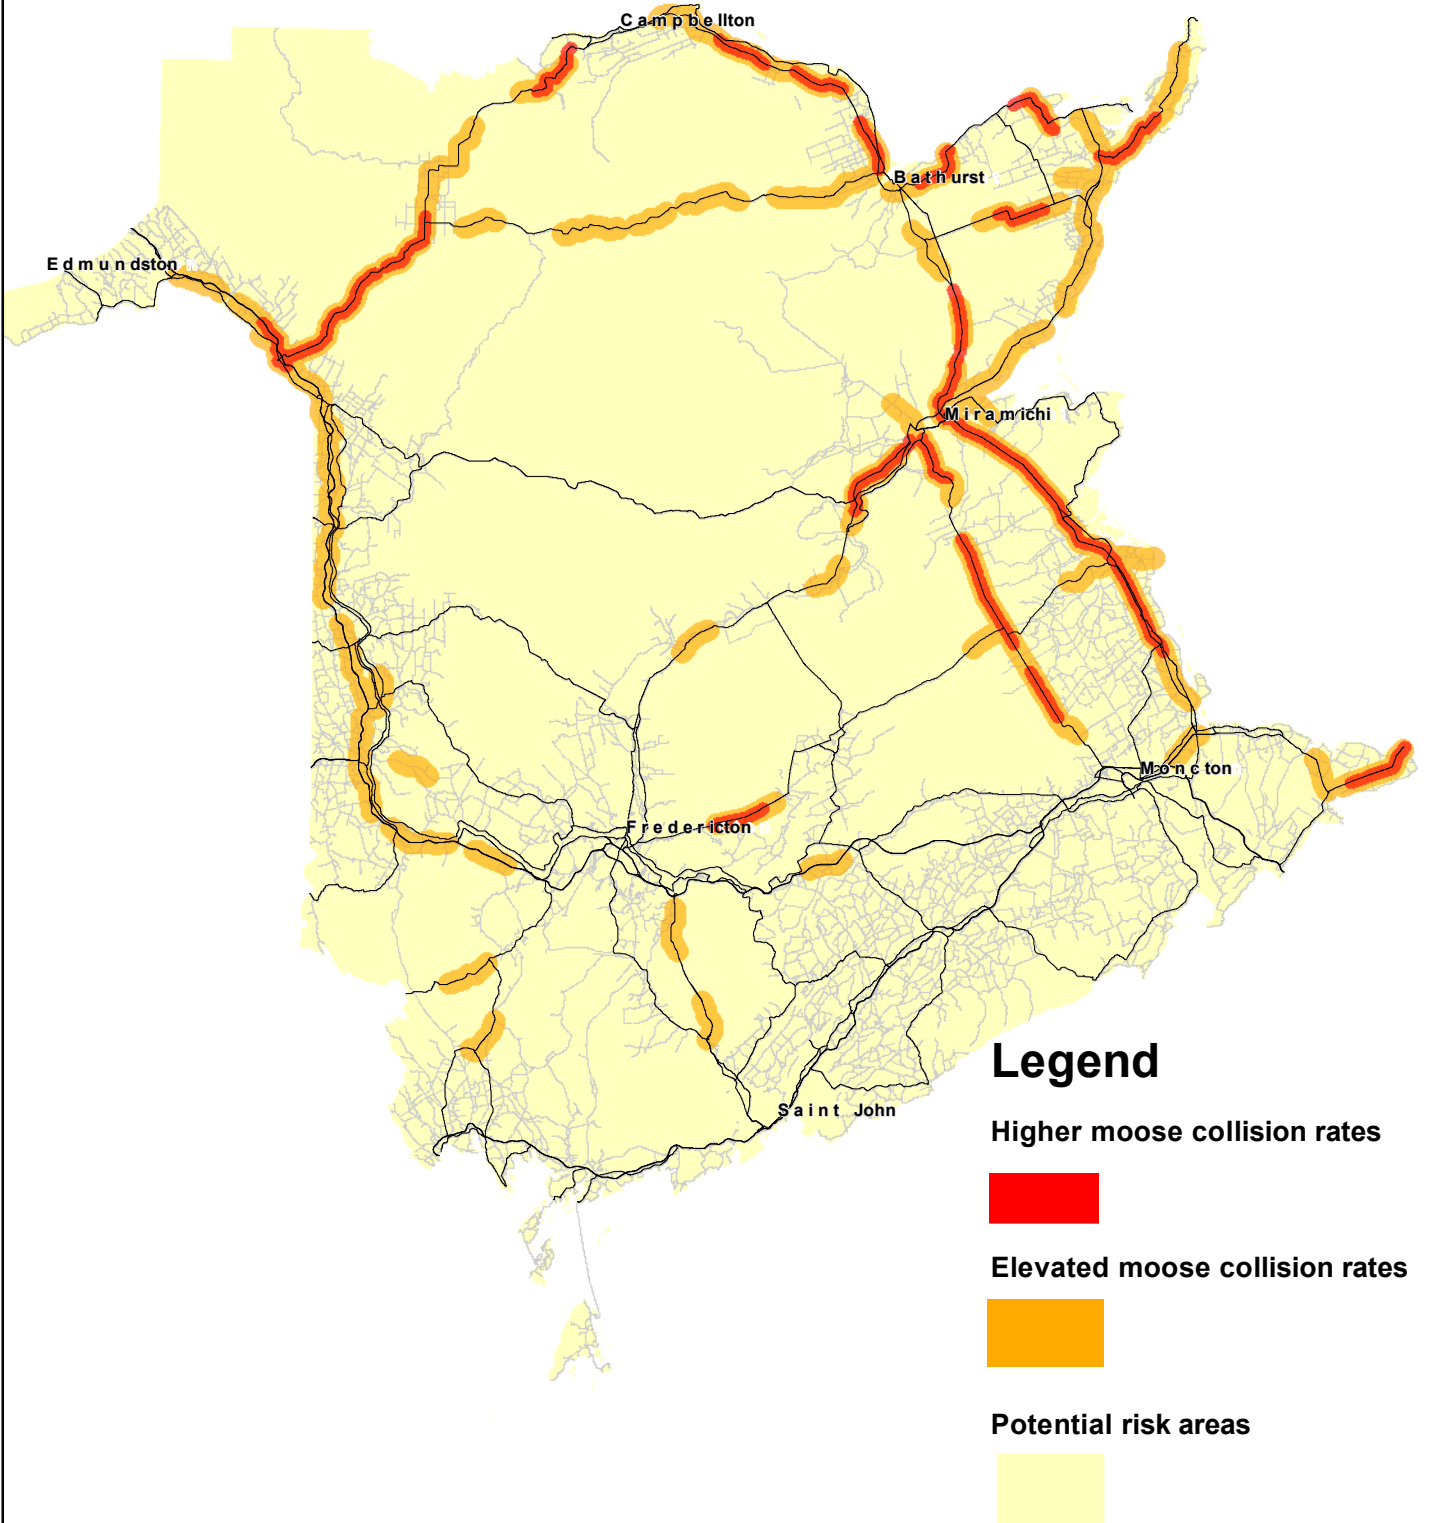 Campbellton
Bathurst
Edmundston
Miramichi
Moncton
Fredericton
Saint John
Legend
Higher moose collision rates
Elevated moose collision rates
Potential risk areas